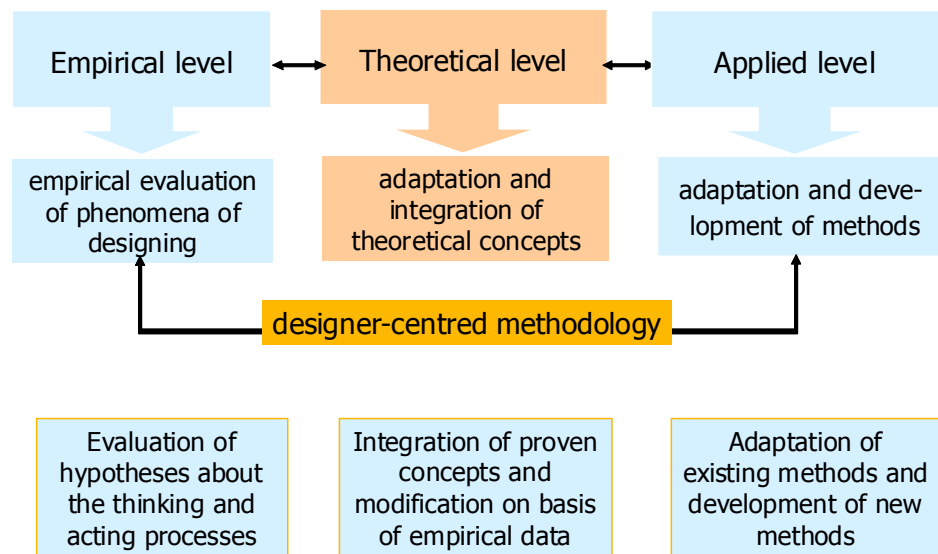 Empirical level
Theoretical level
Applied level
empirical evaluation
of phenomena of
designing
adaptation and
integration of
theoretical concepts
adaptation and deve-
lopment of methods
designer-centred methodology
Evaluation of
hypotheses about
the thinking and
acting processes
Integration of proven
concepts and
modification on basis
of empirical data
Adaptation of
existing methods and
development of new
methods